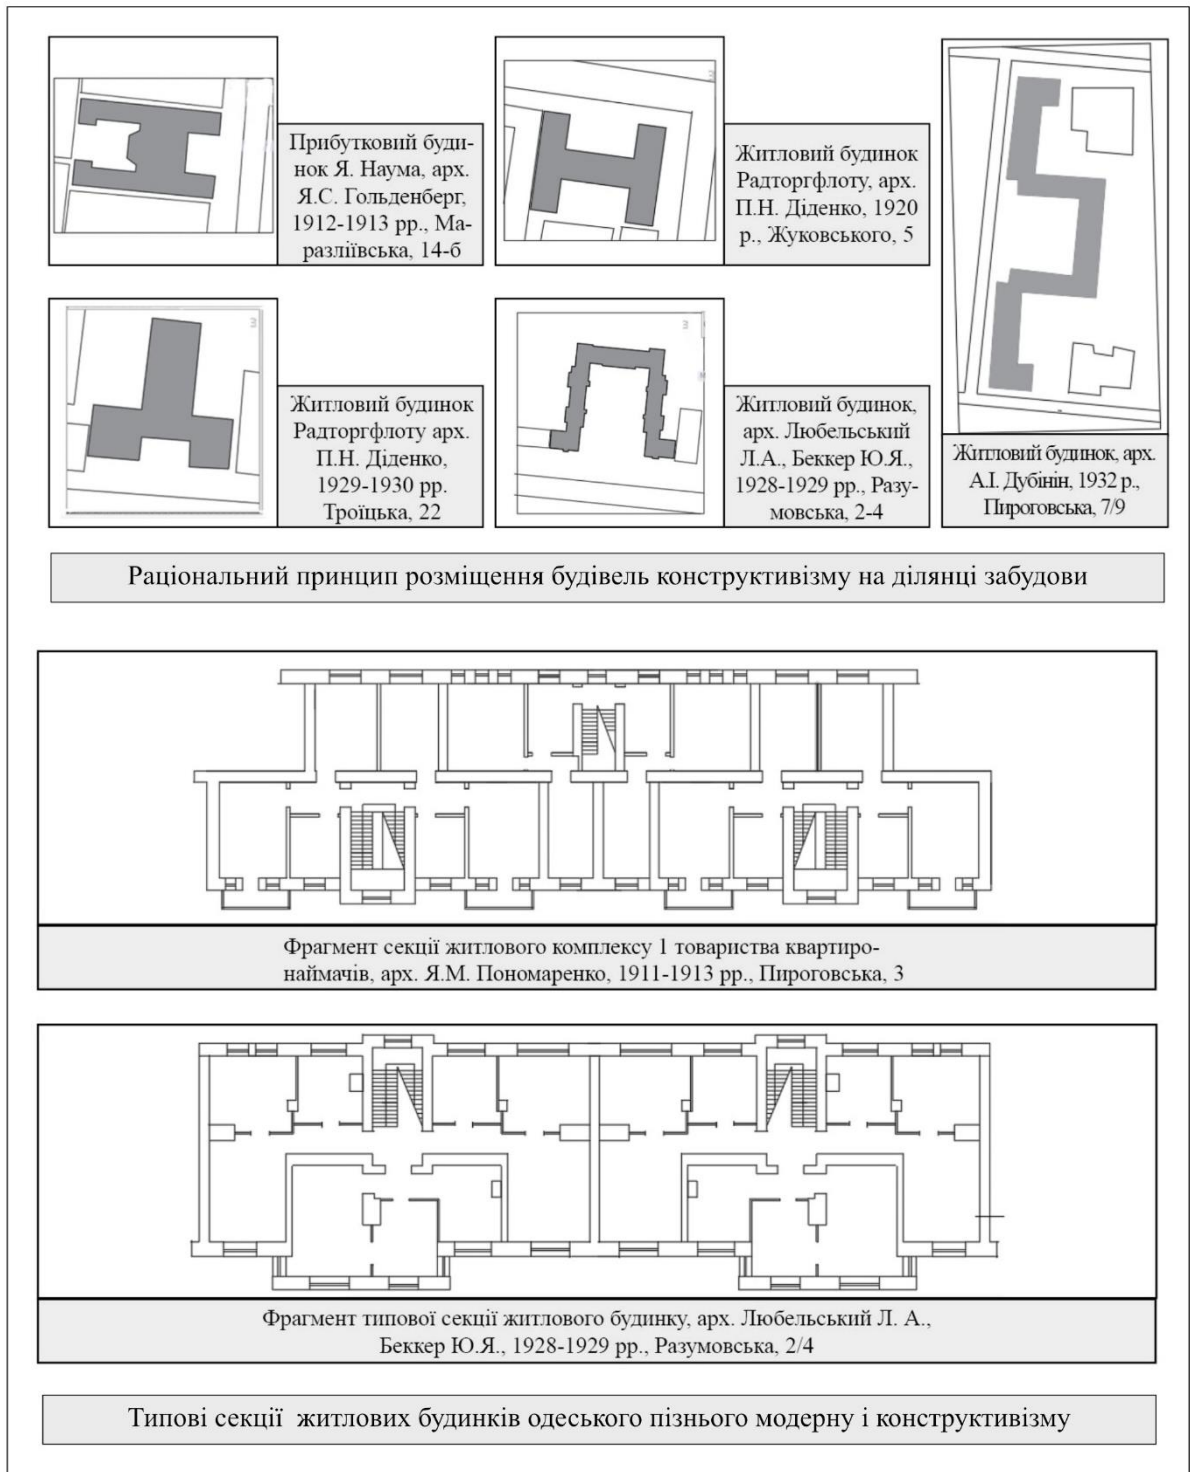 Прибутковий буди-
нок Я. Наума, арх.
Я.С. Гольденберг,
1912-1913 рр., Ма-
разліївська, 14-б
Житловий будинок
Радторгфлоту, арх.
П.Н. Діденко, 1920
р., Жуковського, 5
Житловий будинок
Радторгфлоту арх.
П.Н. Діденко,
1929-1930 рр.
Троїцька, 22
Житловий будинок,
арх. Любельський
Л.А., Беккер Ю.Я.,
1928-1929 рр., Разу-
мовська, 2-4
Житловий будинок, арх.
А.І. Дубінін, 1932 р.,
Пироговська, 7/9
Раціональний принцип розміщення будівель конструктивізму на ділянці забудови
Фрагмент секції житлового комплексу 1 товариства квартиро-
наймачів, арх. Я.М. Пономаренко, 1911-1913 рр., Пироговська, 3
Фрагмент типової секції житлового будинку, арх. Любельський Л. А.,
Беккер Ю.Я., 1928-1929 рр., Разумовська, 2/4
Типові секції житлових будинків одеського пізнього модерну і конструктивізму